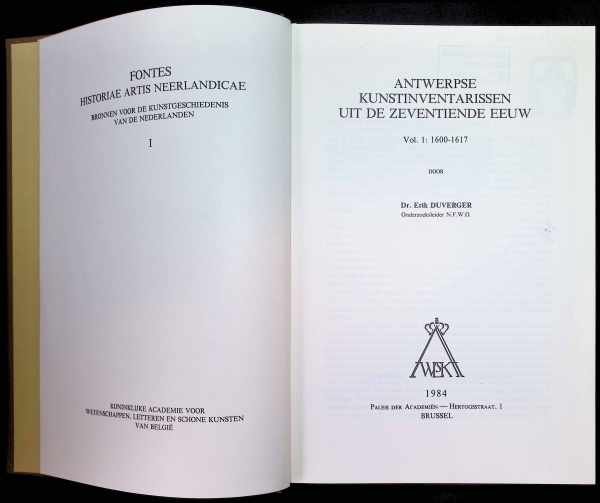 FONTES
HISTORIAE ARTIS NEERLANDICAE
BRONNEN VOOR DE KUNSTGESCHIEDENIS
VAN DE NEDERLANDEN
I
KONINKLIJKE ACADEMIE VOOR
WETENSCHAPPEN, LETTEREN EN SCHONE KUNSTEN
VAN BELGIË
ANTWERPSE
KUNSTINVENTARISSEN
UIT DE ZEVENTIENDE EEUW
Vol. 1: 1600-1617
DOOR
Dr. Erik DUVERGER
Onderzoeksleider N.F.W.O.
AWLSK
1984
Paleis der Academiën — Hertogsstraat, 1
BRUSSEL